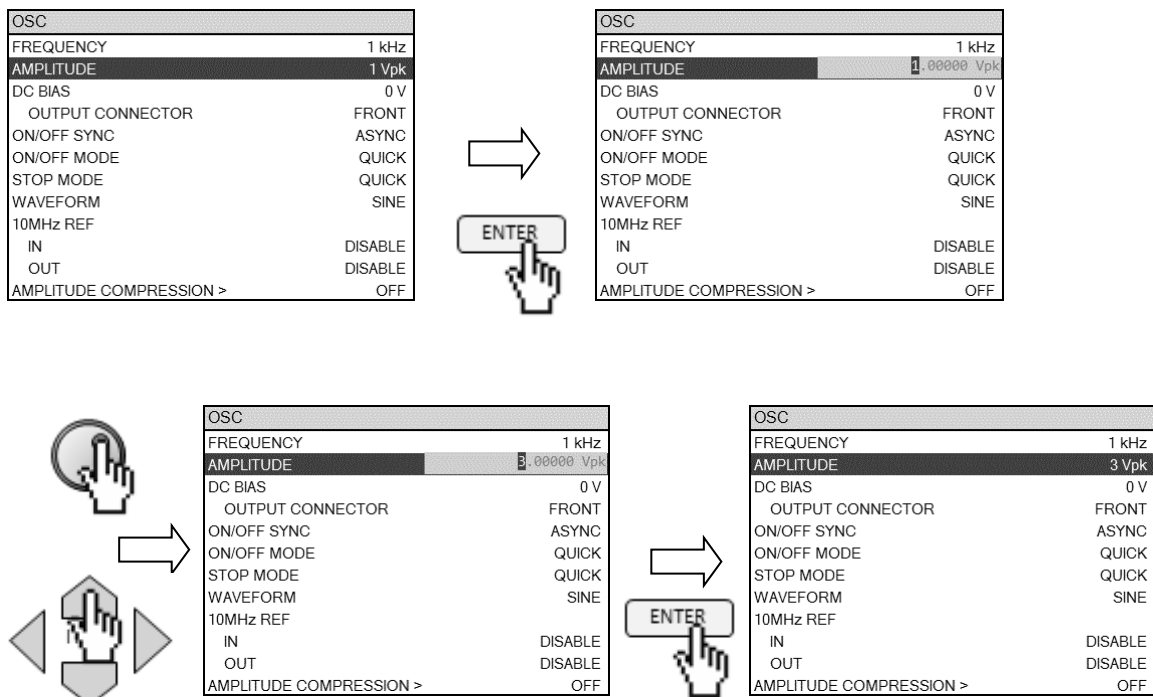 OSC
FREQUENCY 1 kHz
AMPLITUDE 1 Vpk
DC BIAS 0 V
OUTPUT CONNECTOR FRONT
ON/OFF SYNC ASYNC
ON/OFF MODE QUICK
STOP MODE QUICK
WAVEFORM SINE
10MHz REF
IN DISABLE
OUT DISABLE
AMPLITUDE COMPRESSION > OFF
ENTER
OSC
FREQUENCY 1 kHz
AMPLITUDE 1.00000 Vpk
DC BIAS 0 V
OUTPUT CONNECTOR FRONT
ON/OFF SYNC ASYNC
ON/OFF MODE QUICK
STOP MODE QUICK
WAVEFORM SINE
10MHz REF
IN DISABLE
OUT DISABLE
AMPLITUDE COMPRESSION > OFF
OSC
FREQUENCY 1 kHz
AMPLITUDE 3.00000 Vpk
DC BIAS 0 V
OUTPUT CONNECTOR FRONT
ON/OFF SYNC ASYNC
ON/OFF MODE QUICK
STOP MODE QUICK
WAVEFORM SINE
10MHz REF
IN DISABLE
OUT DISABLE
AMPLITUDE COMPRESSION > OFF
ENTER
OSC
FREQUENCY 1 kHz
AMPLITUDE 3 Vpk
DC BIAS 0 V
OUTPUT CONNECTOR FRONT
ON/OFF SYNC ASYNC
ON/OFF MODE QUICK
STOP MODE QUICK
WAVEFORM SINE
10MHz REF
IN DISABLE
OUT DISABLE
AMPLITUDE COMPRESSION > OFF